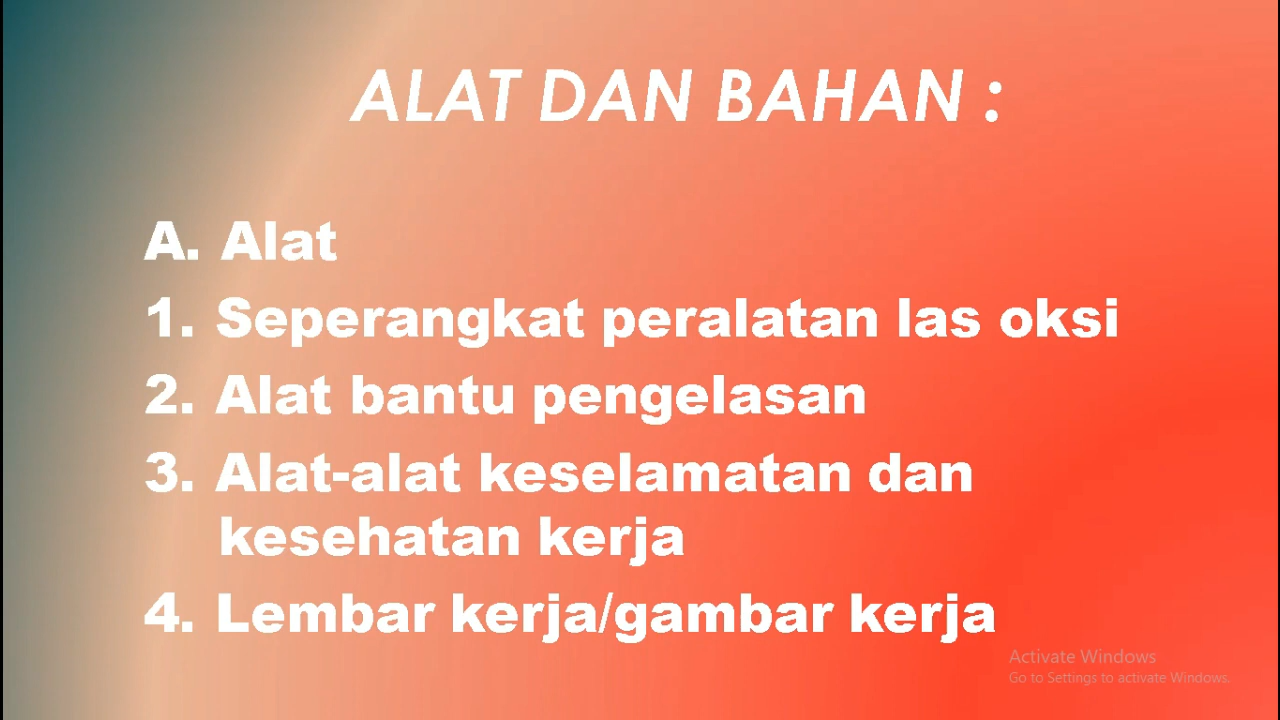 ALAT DAN BAHAN :
A. Alat
1. Seperangkat peralatan las oksi
2. Alat bantu pengelasan
3. Alat-alat keselamatan dan
kesehatan kerja
4. Lembar kerja/gambar kerja
Activate Windows
Go to Settings to activate Windows.